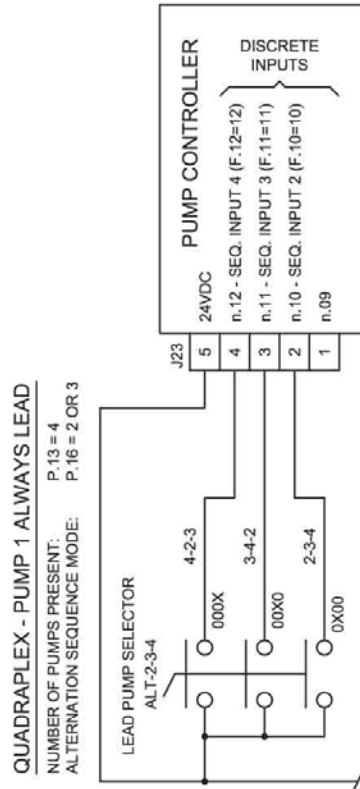 QUADRAPLEX - PUMP 1 ALWAYS LEAD
NUMBER OF PUMPS PRESENT: P.13 = 4
ALTERNATION SEQUENCE MODE: P.16 = 2 OR 3
LEAD PUMP SELECTOR
ALT-2-3-4
000X
00X0
0X00
4-2-3
3-4-2
2-3-4
J23
5
4
3
2
1
PUMP CONTROLLER
24VDC
n.12 - SEQ. INPUT 4 (F.12=12)
n.11 - SEQ. INPUT 3 (F.11=11)
n.10 - SEQ. INPUT 2 (F.10=10)
n.09
DISCRETE
INPUTS